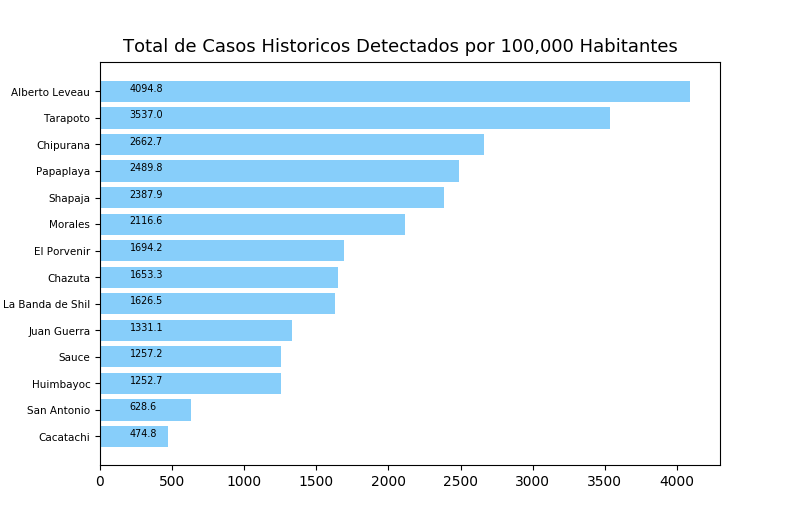 Total de Casos Historicos Detectados por 100,000 Habitantes
Alberto Leveau 4094.8
Tarapoto 3537.0
Chipurana 2662.7
Papaplaya 2489.8
Shapaja 2387.9
Morales 2116.6
El Porvenir 1694.2
Chazuta 1653.3
La Banda de Shil 1626.5
Juan Guerra 1331.1
Sauce 1257.2
Huimbayoc 1252.7
San Antonio 628.6
Cacatachi 474.8
0 500 1000 1500 2000 2500 3000 3500 4000